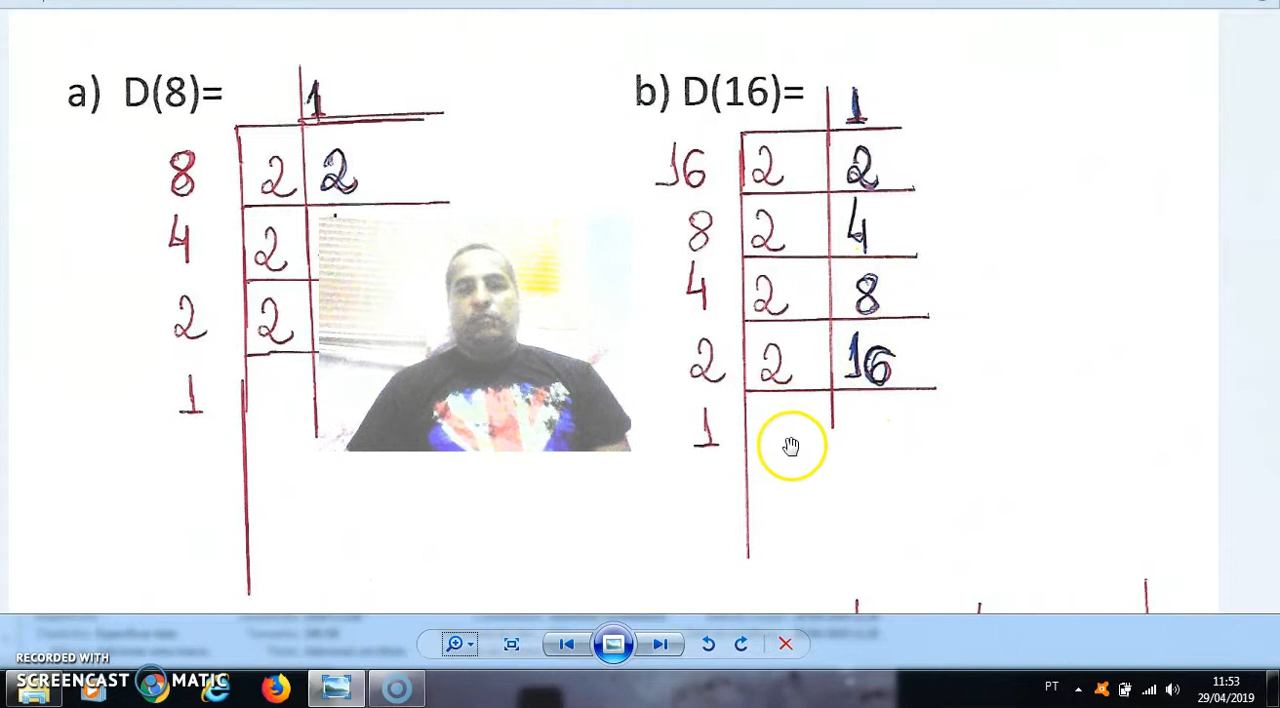 a) D(8)=
1
8 2 2
4 2
2 2
1
b) D(16)=
1
16 2 2
8 2 4
4 2 8
2 2 16
1
RECORDED WITH
SCREENCAST MATIC
PT
11:53
29/04/2019